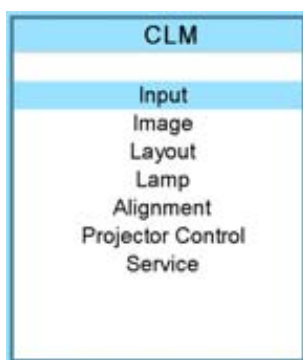 CLM
Input
Image
Layout
Lamp
Alignment
Projector Control
Service